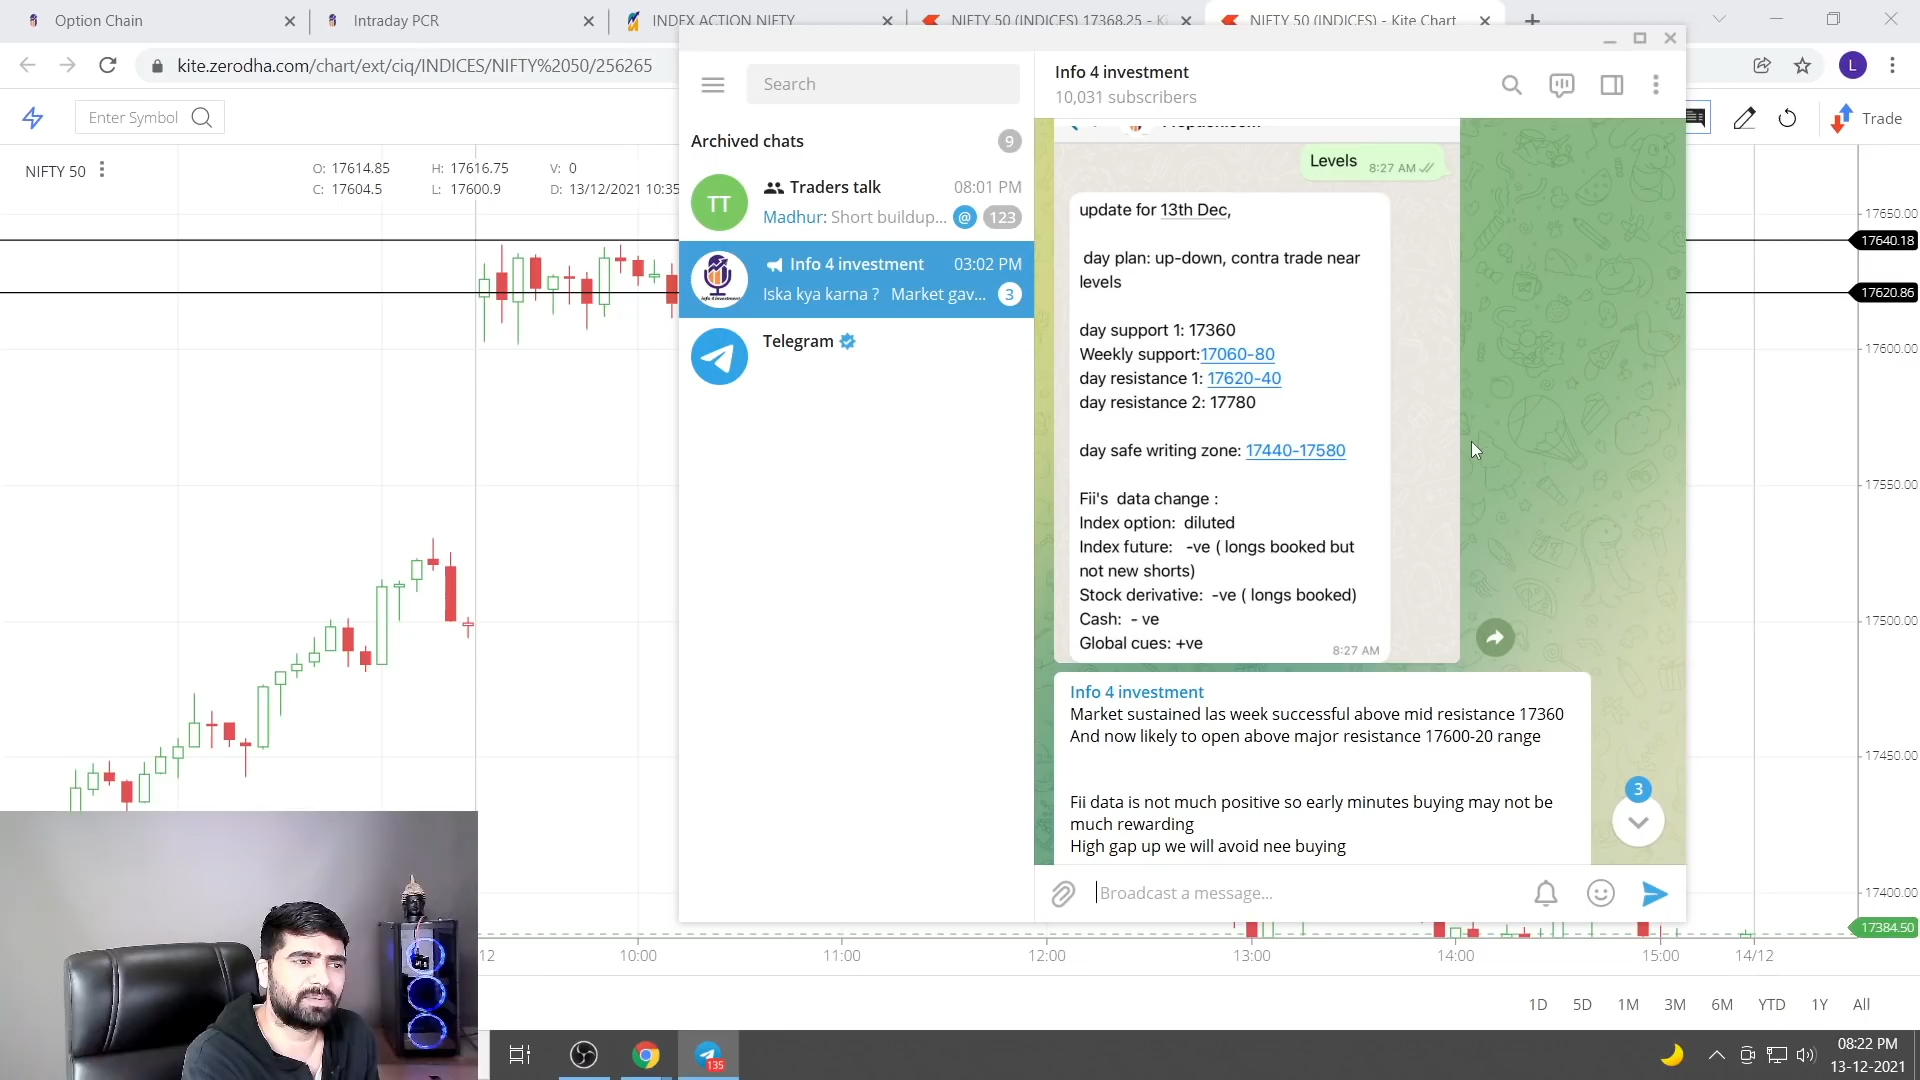 Option Chain
Intraday PCR
INDEX ACTION NIFTY
NIFTY 50 (INDICES) 17368.25 - Ki
NIFTY 50 (INDICES) - Kite Chart
kite.zerodha.com/chart/ext/ciq/INDICES/NIFTY%2050/256265
L
Enter Symbol
Trade
NIFTY 50
O: 17614.85 H: 17616.75 V: 0
C: 17604.5 L: 17600.9 D: 13/12/2021 10:35
Search
Archived chats 9
TT
Traders talk 08:01 PM
Madhur: Short buildup... @ 123
Info 4 investment 03:02 PM
Iska kya karna ? Market gav... 3
Telegram
Info 4 investment
10,031 subscribers
Levels 8:27 AM
update for 13th Dec,
day plan: up-down, contra trade near
levels
day support 1: 17360
Weekly support:17060-80
day resistance 1: 17620-40
day resistance 2: 17780
day safe writing zone: 17440-17580
Fii's data change :
Index option: diluted
Index future: -ve ( longs booked but
not new shorts)
Stock derivative: -ve ( longs booked)
Cash: - ve
Global cues: +ve
8:27 AM
Info 4 investment
Market sustained las week successful above mid resistance 17360
And now likely to open above major resistance 17600-20 range
Fii data is not much positive so early minutes buying may not be
much rewarding
High gap up we will avoid nee buying
3
Broadcast a message...
17650.00
17640.18
17620.86
17600.00
17550.00
17500.00
17450.00
17400.00
17384.50
12 10:00 11:00 12:00 13:00 14:00 15:00 14/12
1D 5D 1M 3M 6M YTD 1Y All
135
08:22 PM
13-12-2021